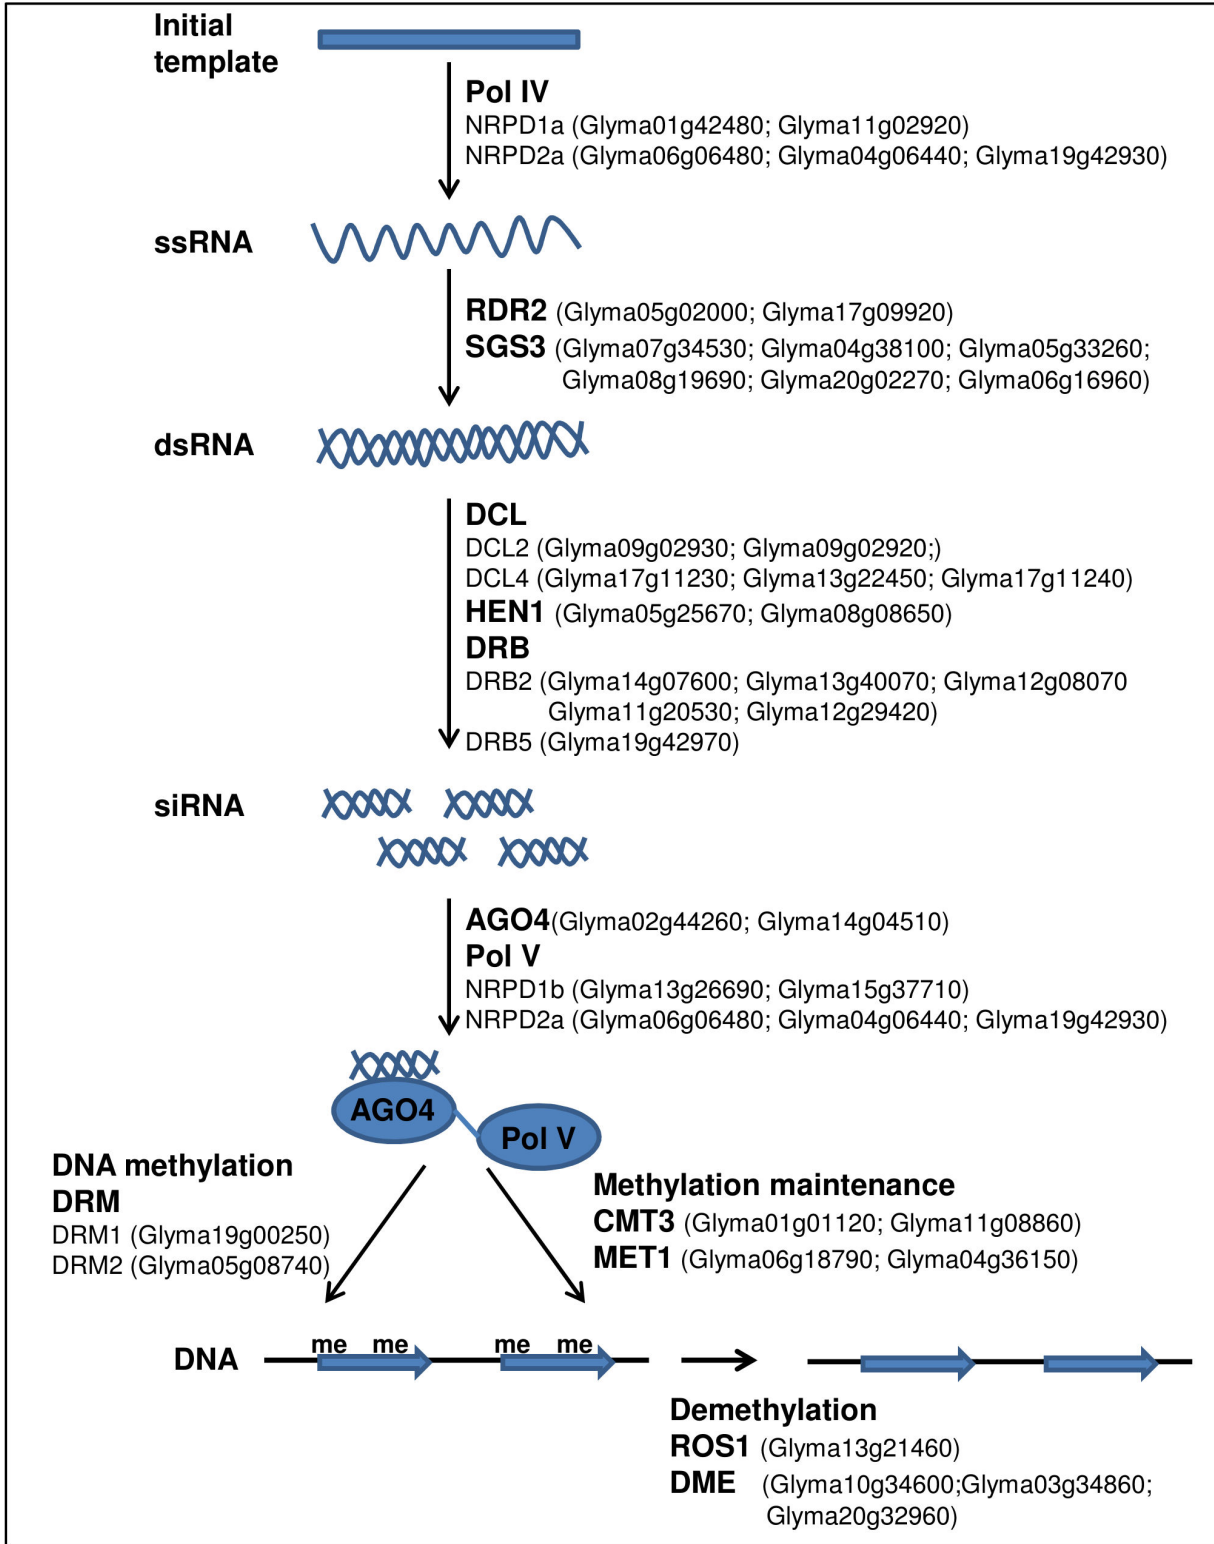 Initial
template
Pol IV
NRPD1a (Glyma01g42480; Glyma11g02920)
NRPD2a (Glyma06g06480; Glyma04g06440; Glyma19g42930)
ssRNA
RDR2 (Glyma05g02000; Glyma17g09920)
SGS3 (Glyma07g34530; Glyma04g38100; Glyma05g33260;
Glyma08g19690; Glyma20g02270; Glyma06g16960)
dsRNA
DCL
DCL2 (Glyma09g02930; Glyma09g02920;)
DCL4 (Glyma17g11230; Glyma13g22450; Glyma17g11240)
HEN1 (Glyma05g25670; Glyma08g08650)
DRB
DRB2 (Glyma14g07600; Glyma13g40070; Glyma12g08070
Glyma11g20530; Glyma12g29420)
DRB5 (Glyma19g42970)
siRNA
AGO4(Glyma02g44260; Glyma14g04510)
Pol V
NRPD1b (Glyma13g26690; Glyma15g37710)
NRPD2a (Glyma06g06480; Glyma04g06440; Glyma19g42930)
AGO4
Pol V
DNA methylation
DRM
DRM1 (Glyma19g00250)
DRM2 (Glyma05g08740)
Methylation maintenance
CMT3 (Glyma01g01120; Glyma11g08860)
MET1 (Glyma06g18790; Glyma04g36150)
me me me me
DNA
Demethylation
ROS1 (Glyma13g21460)
DME (Glyma10g34600;Glyma03g34860;
Glyma20g32960)